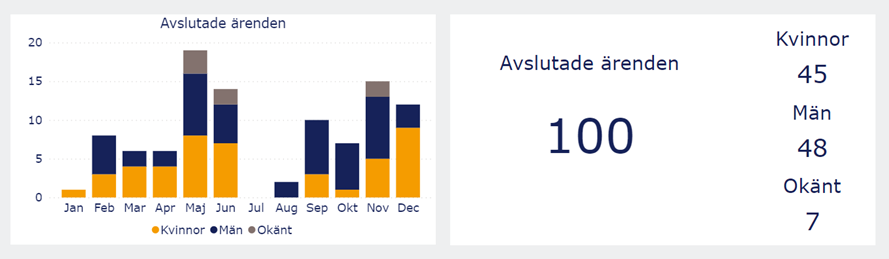 Avslutade ärenden
20
15
10
5
0
Jan Feb Mar Apr Maj Jun Jul Aug Sep Okt Nov Dec
Kvinnor Män Okänt
Avslutade ärenden
100
Kvinnor
45
Män
48
Okänt
7